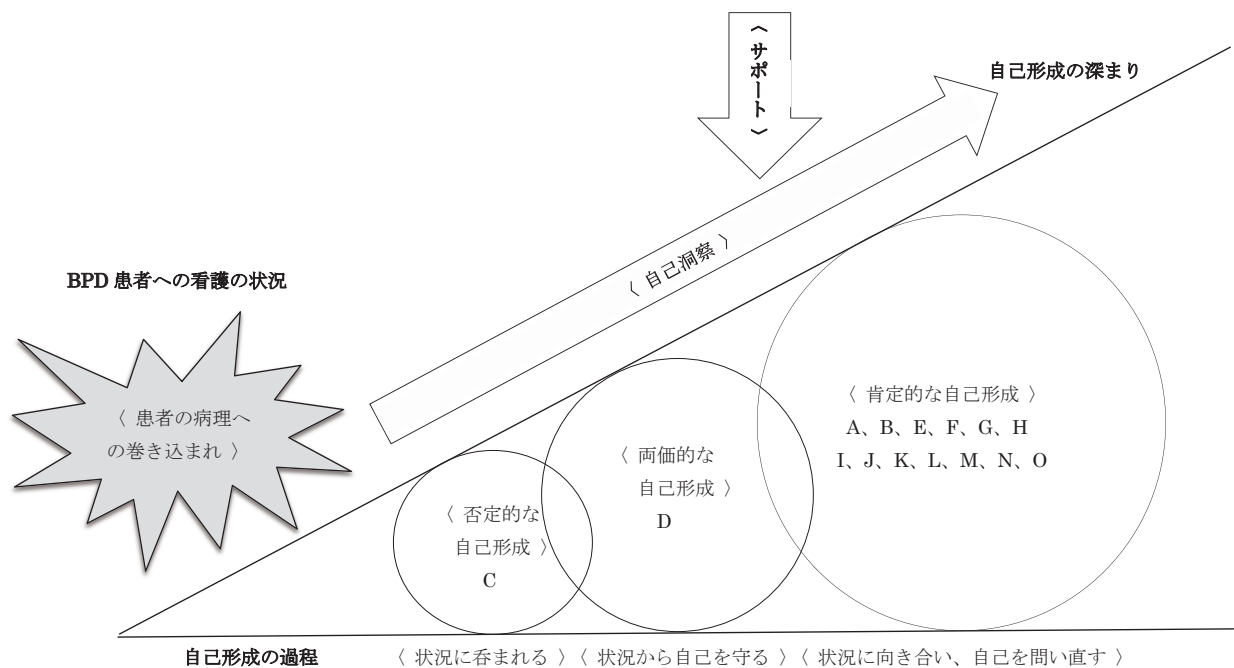 〈 サポート 〉
自己形成の深まり
〈 自己洞察 〉
BPD 患者への看護の状況
〈 患者の病理へ
の巻き込まれ 〉
〈 肯定的な自己形成 〉
A、B、E、F、G、H
I、J、K、L、M、N、O
〈 両価的な
自己形成 〉
D
〈 否定的な
自己形成 〉
C
自己形成の過程 〈 状況に呑まれる 〉〈 状況から自己を守る 〉〈 状況に向き合い、自己を問い直す 〉